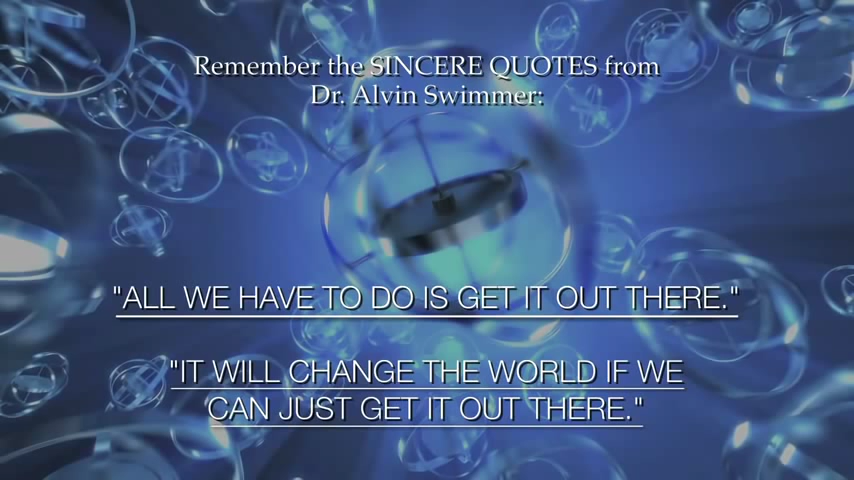 Remember the SINCERE QUOTES from
Dr. Alvin Swimmer:
"ALL WE HAVE TO DO IS GET IT OUT THERE."
"IT WILL CHANGE THE WORLD IF WE
CAN JUST GET IT OUT THERE."